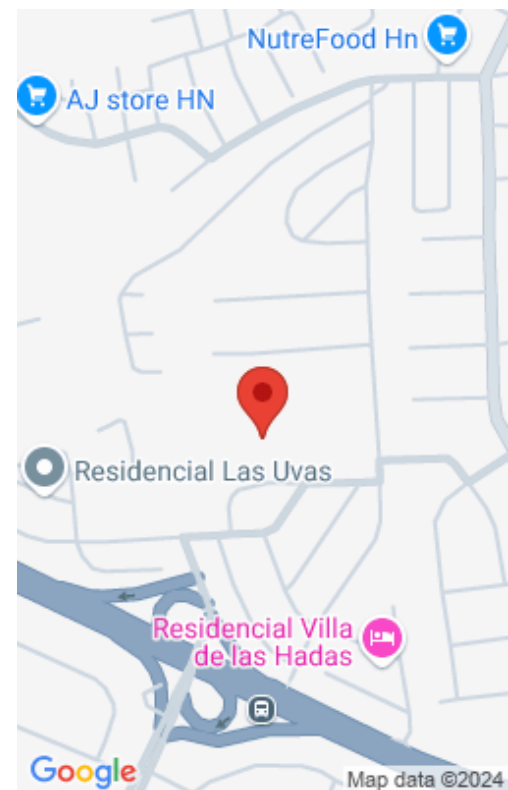 NutreFood Hn
AJ store HN
Residencial Las Uvas
Residencial Villa
de las Hadas
Google
Map data ©2024